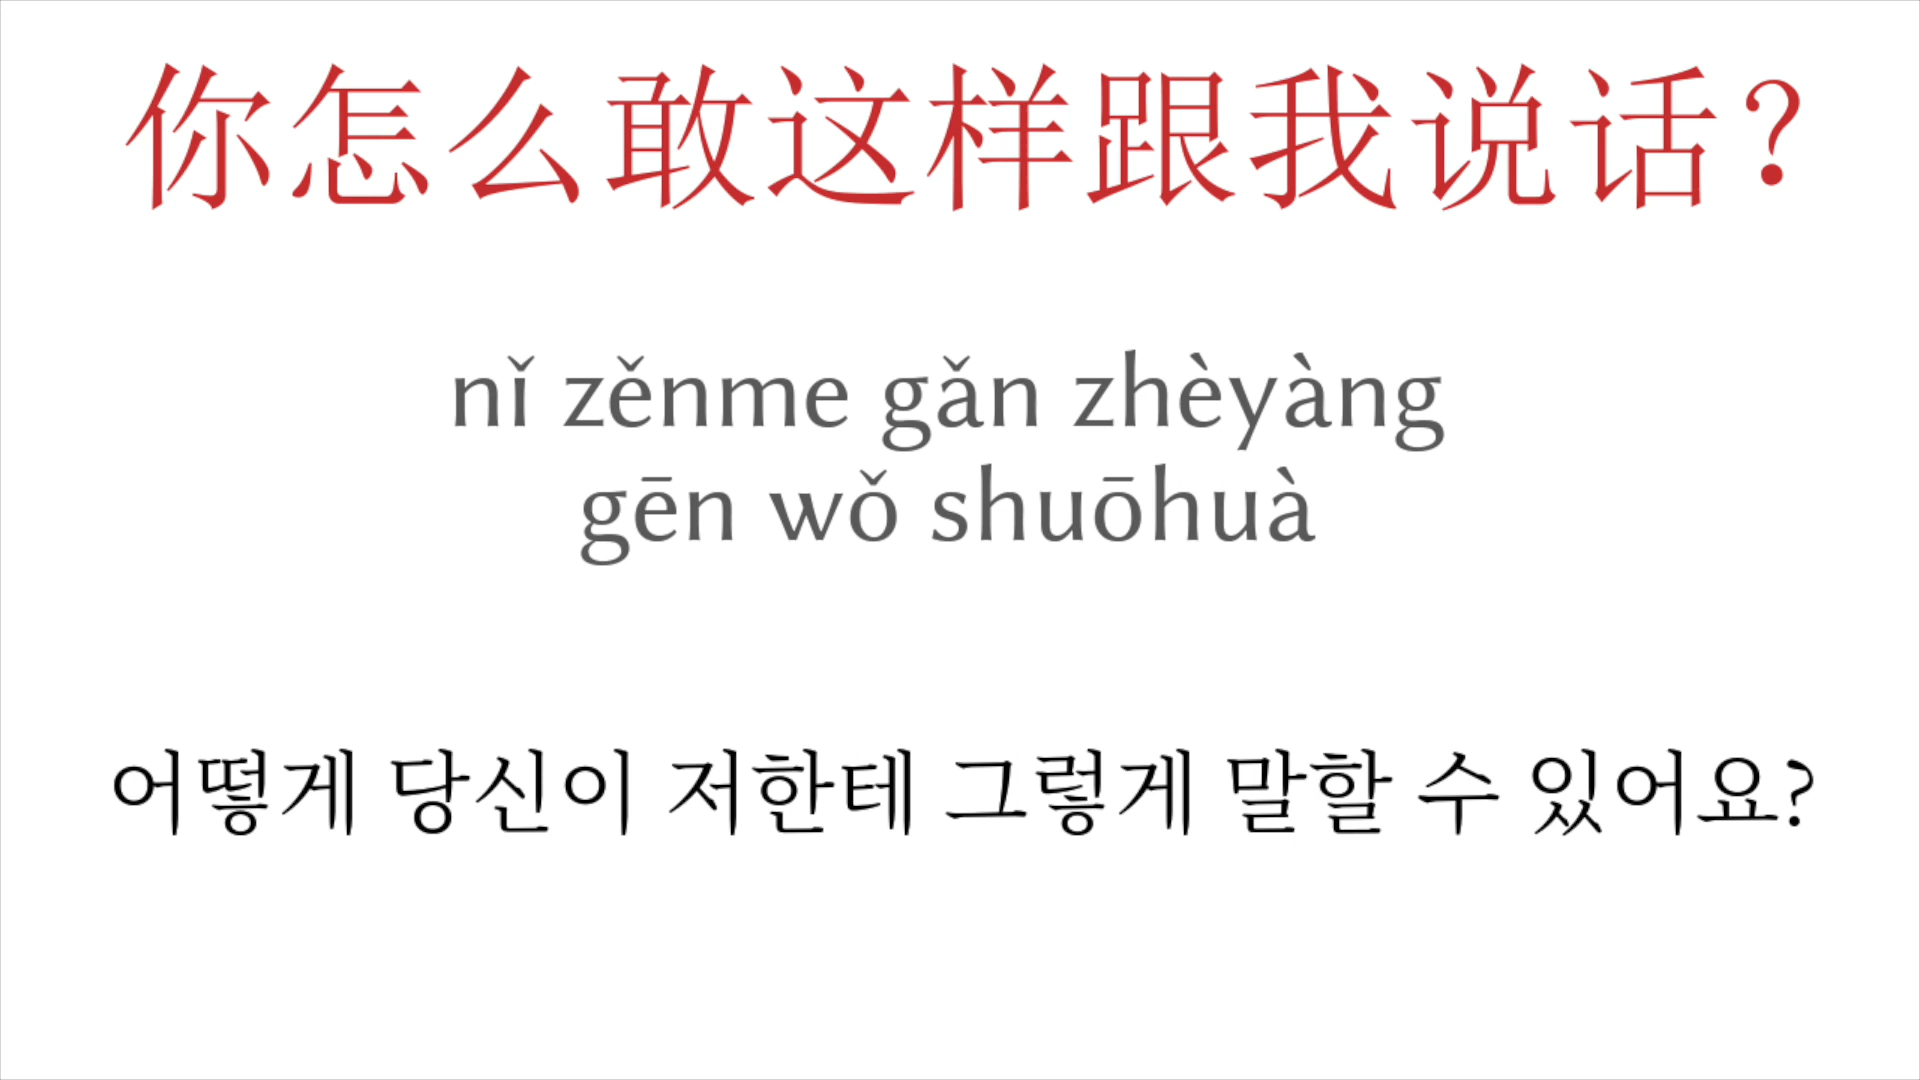 你怎么敢这样跟我说话？
nǐ zěnme gǎn zhèyàng
gēn wǒ shuōhuà
어떻게 당신이 저한테 그렇게 말할 수 있어요?